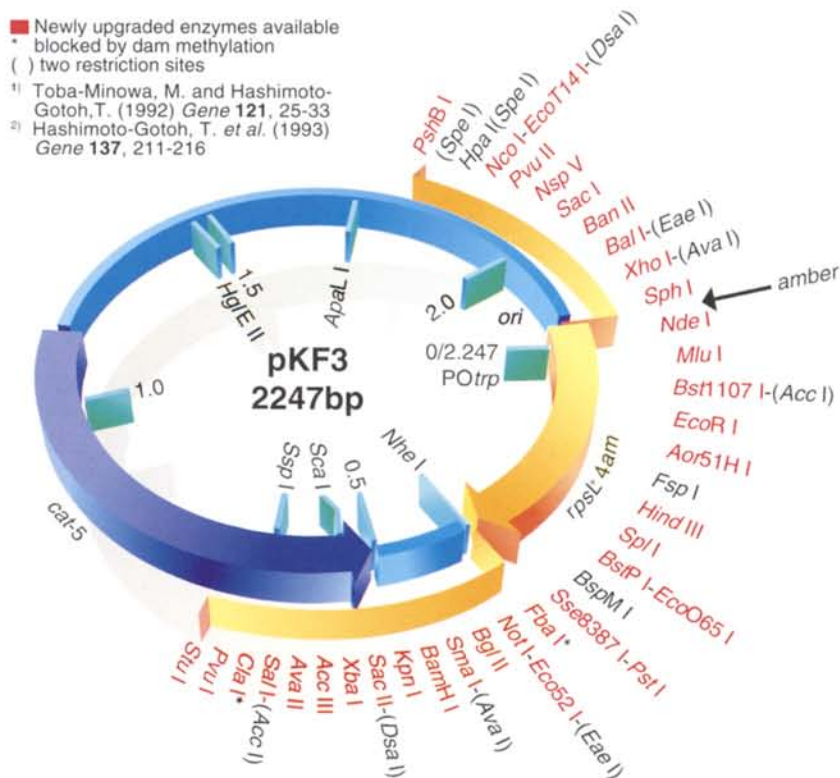 Newly upgraded enzymes available
* blocked by dam methylation
( ) two restriction sites
1) Toba-Minowa, M. and Hashimoto-
Gotoh,T. (1992) Gene 121, 25-33
2) Hashimoto-Gotoh, T. et al. (1993)
Gene 137, 211-216
PshB I
(Spe I)
Hpa I(Spe I)
Nco I-EcoT14 I-(Dsa I)
Pvu II
Nsp V
Sac I
Ban II
Bal I-(Eae I)
Xho I-(Ava I)
Sph I
amber
Nde I
Mlu I
Bst1107 I-(Acc I)
EcoR I
Aor51H I
Fsp I
Hind III
Spl I
BstP I-EcoO65 I
BspM I
Sse8387 I-Pst I
Fba I*
Not I-Eco52 I-(Eae I)
Bgl II
Sma I-(Ava I)
BamH I
Kpn I
Sac II-(Dsa I)
Xba I
Acc III
Ava II
Sal I-(Acc I)
Cla I*
Pvu I
Stu I
HgIE II
1.5
ApaL I
2.0
ori
0/2.247
POtrp
pKF3
2247bp
1.0
cat-5
Ssp I
Sca I
0.5
Nhe I
rpsL:4am